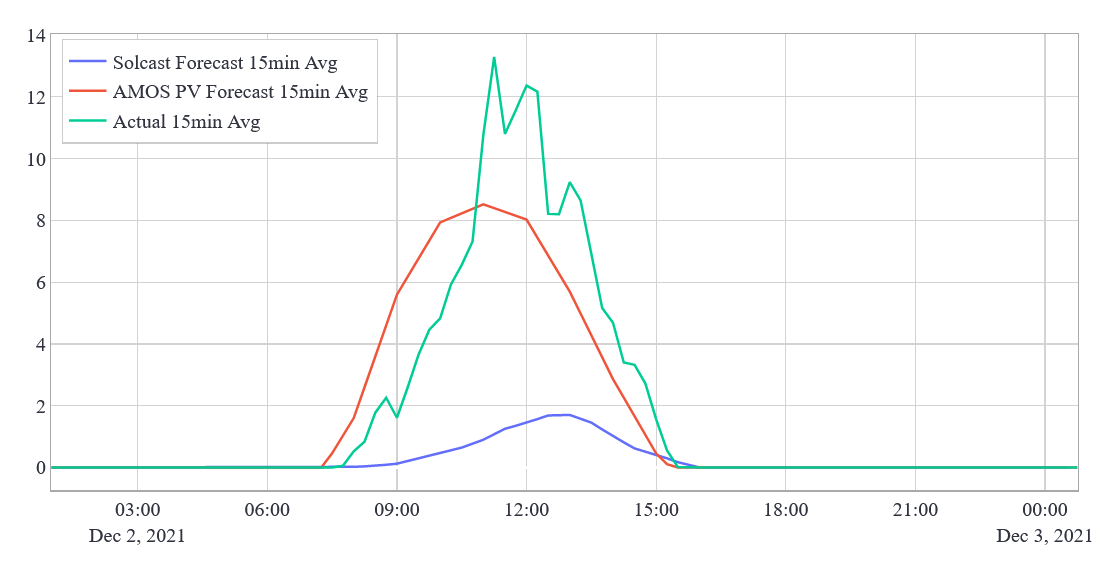 14
12
10
8
6
4
2
0
Solcast Forecast 15min Avg
AMOS PV Forecast 15min Avg
Actual 15min Avg
03:00 06:00 09:00 12:00 15:00 18:00 21:00 00:00
Dec 2, 2021 Dec 3, 2021